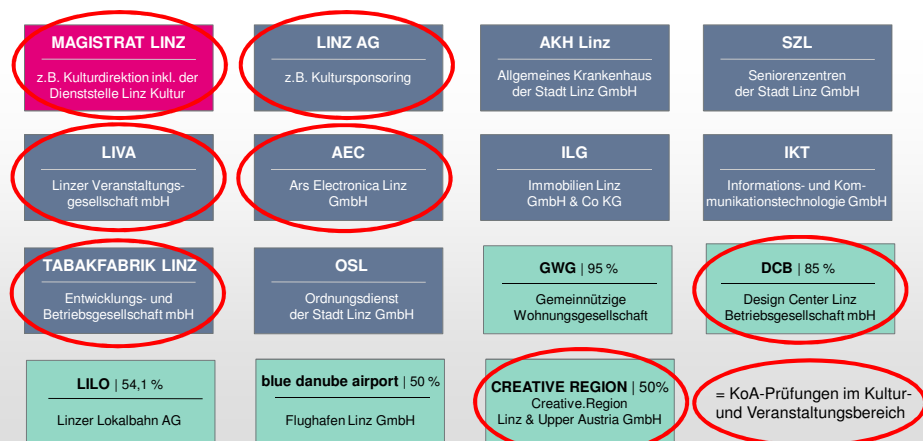 MAGISTRAT LINZ
z.B. Kulturdirektion inkl. der
Dienststelle Linz Kultur
LINZ AG
z.B. Kultursponsoring
AKH Linz
Allgemeines Krankenhaus
der Stadt Linz GmbH
SZL
Seniorenzentren
der Stadt Linz GmbH
LIVA
Linzer Veranstaltungs-
gesellschaft mbH
AEC
Ars Electronica Linz
GmbH
ILG
Immobilien Linz
GmbH & Co KG
IKT
Informations- und Kom-
munikationstechnologie GmbH
TABAKFABRIK LINZ
Entwicklungs- und
Betriebsgesellschaft mbH
OSL
Ordnungsdienst
der Stadt Linz GmbH
GWG | 95 %
Gemeinnützige
Wohnungsgesellschaft
DCB | 85 %
Design Center Linz
Betriebsgesellschaft mbH
LILO | 54,1 %
Linzer Lokalbahn AG
blue danube airport | 50 %
Flughafen Linz GmbH
CREATIVE REGION | 50%
Creative.Region
Linz & Upper Austria GmbH
= KoA-Prüfungen im Kultur-
und Veranstaltungsbereich